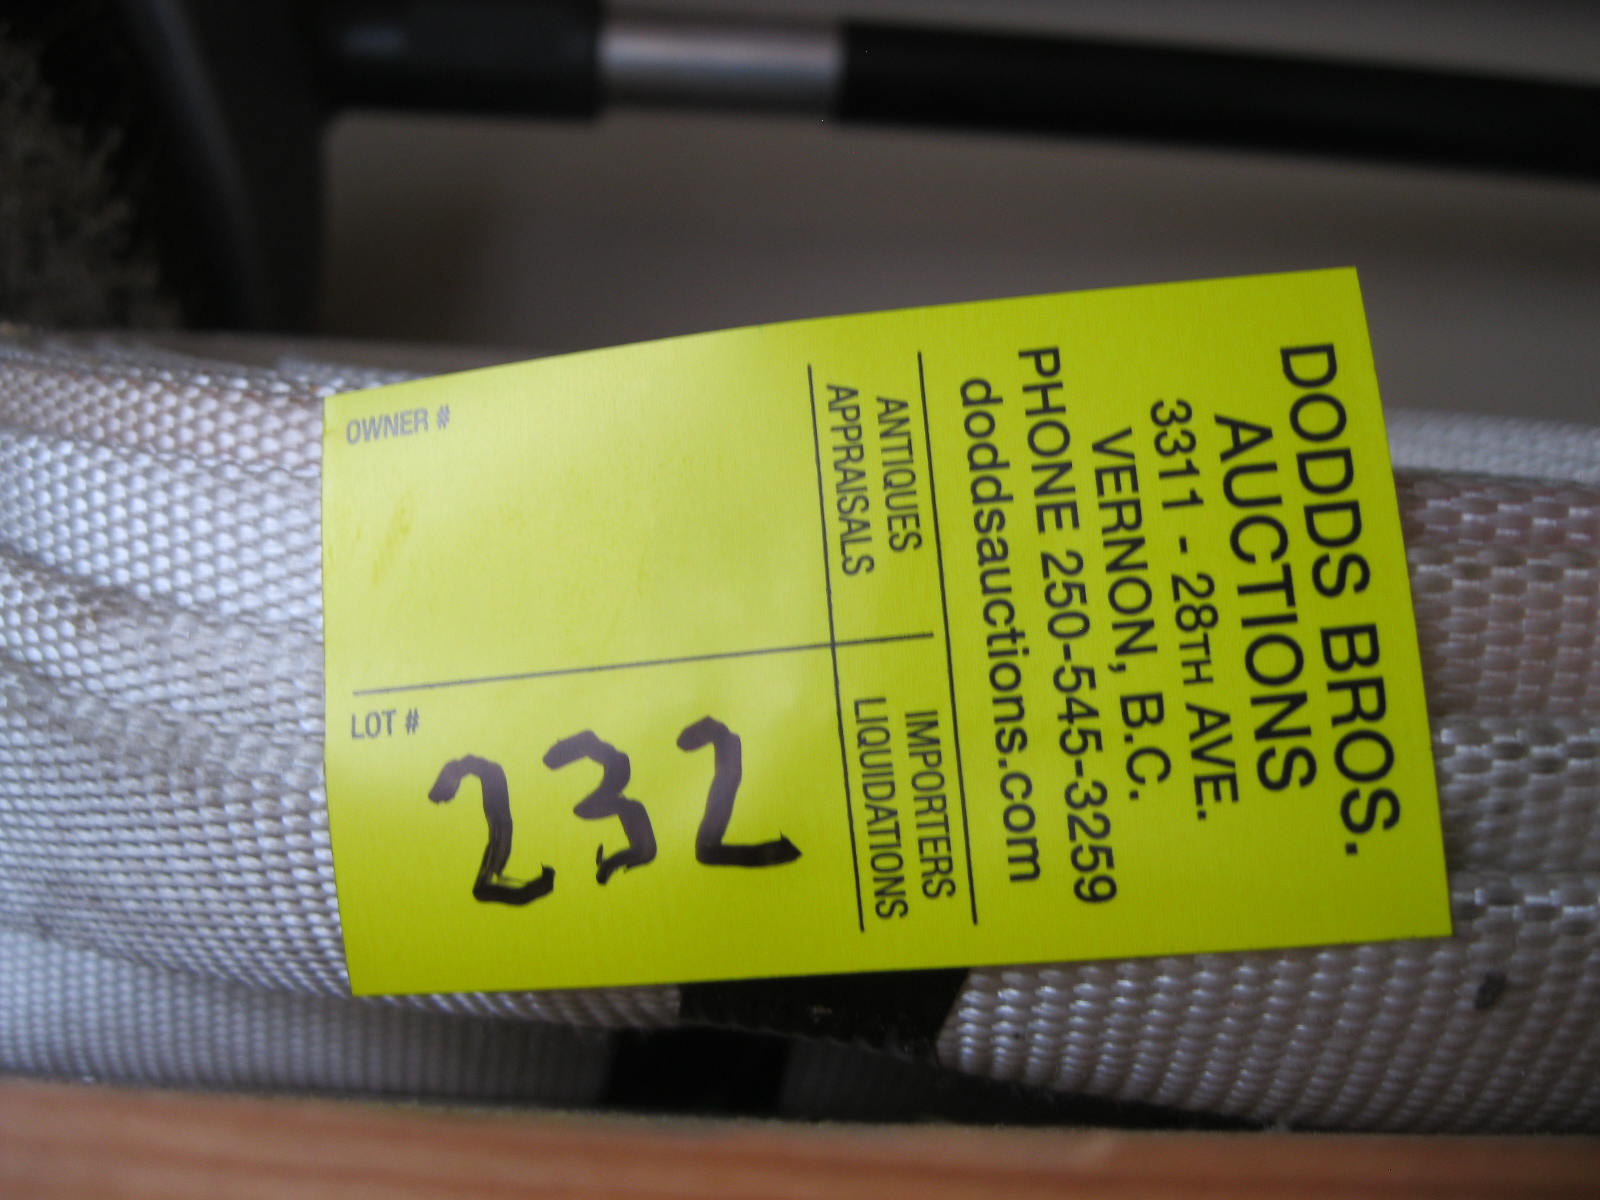 DODDS BROS.
AUCTIONS
3311 - 28TH AVE.
VERNON, B.C.
PHONE 250-545-3259
doddsauctions.com
ANTIQUES IMPORTERS
APPRAISALS LIQUIDATIONS
OWNER # LOT #
232